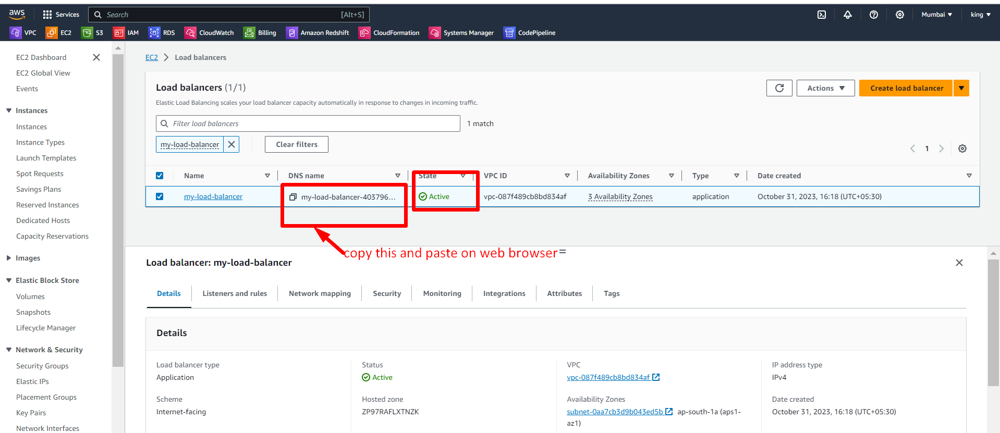 aws
Services
Search [Alt+S]
Mumbai
king
VPC EC2 S3 IAM RDS CloudWatch Billing Amazon Redshift CloudFormation Systems Manager CodePipeline
EC2 Dashboard
EC2 Global View
Events
Instances
Instances
Instance Types
Launch Templates
Spot Requests
Savings Plans
Reserved Instances
Dedicated Hosts
Capacity Reservations
Images
Elastic Block Store
Volumes
Snapshots
Lifecycle Manager
Network & Security
Security Groups
Elastic IPs
Placement Groups
Key Pairs
Network Interfaces
EC2 > Load balancers
Load balancers (1/1)
Elastic Load Balancing scales your load balancer capacity automatically in response to changes in incoming traffic.
Actions
Create load balancer
Filter load balancers
1 match
my-load-balancer
Clear filters
1
Name DNS name State VPC ID Availability Zones Type Date created
my-load-balancer my-load-balancer-403796... Active vpc-087f489cb8bd834af 3 Availability Zones application October 31, 2023, 16:18 (UTC+05:30)
copy this and paste on web browser=
Load balancer: my-load-balancer
Details Listeners and rules Network mapping Security Monitoring Integrations Attributes Tags
Details
Load balancer type
Application
Status
Active
VPC
vpc-087f489cb8bd834af
IP address type
IPv4
Scheme
Internet-facing
Hosted zone
ZP97RAFLXTNZK
Availability Zones
subnet-0aa7cb3d9b043ed5b ap-south-1a (aps1-
az1)
Date created
October 31, 2023, 16:18 (UTC+05:30)